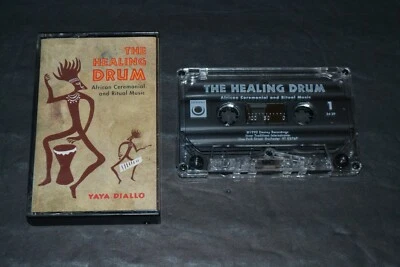 THE
HEALING
DRUM
African Ceremonial
and Ritual Music
YAYA DIALLO
THE HEALING DRUM
African Ceremonial and Ritual Music
1